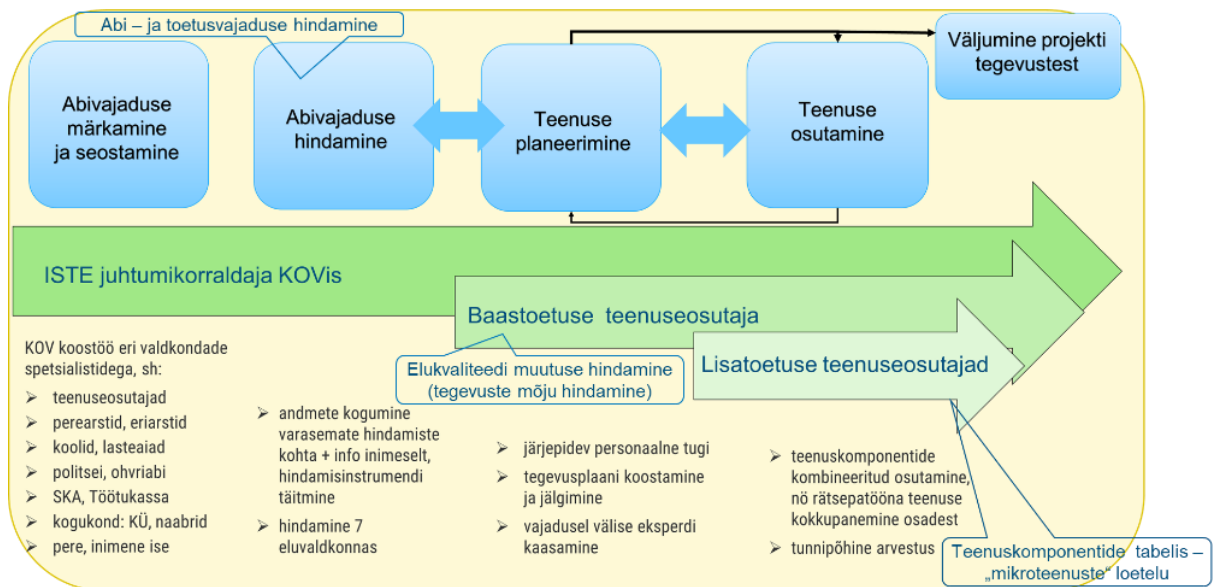 Abi – ja toetusvajaduse hindamine
Abivajaduse
märkamine
ja seostamine
Abivajaduse
hindamine
Teenuse
planeerimine
Teenuse
osutamine
Väljumine projekti
tegevustest
ISTE juhtumikorraldaja KOVis
Baastoetuse teenuseosutaja
Lisatoetuse teenuseosutajad
Elukvaliteedi muutuse hindamine
(tegevuste mõju hindamine)
KOV koostöö eri valdkondade
spetsialistidega, sh:
➢ teenuseosutajad
➢ perearstid, eriarstid
➢ koolid, lasteaiad
➢ politsei, ohvriabi
➢ SKA, Töötukassa
➢ kogukond: KÜ, naabrid
➢ pere, inimene ise
➢ andmete kogumine
varasemate hindamiste
kohta + info inimeselt,
hindamisinstrumendi
täitmine
➢ hindamine 7
eluvaldkonnas
➢ järjepidev personaalne tugi
➢ tegevusplaani koostamine
ja jälgimine
➢ vajadusel välise eksperdi
kaasamine
➢ teenuskomponentide
kombineeritud osutamine,
nö rätsepatööna teenuse
kokkupanemine osadest
➢ tunnipõhine arvestus
Teenuskomponentide tabelis –
„mikroteenuste“ loetelu